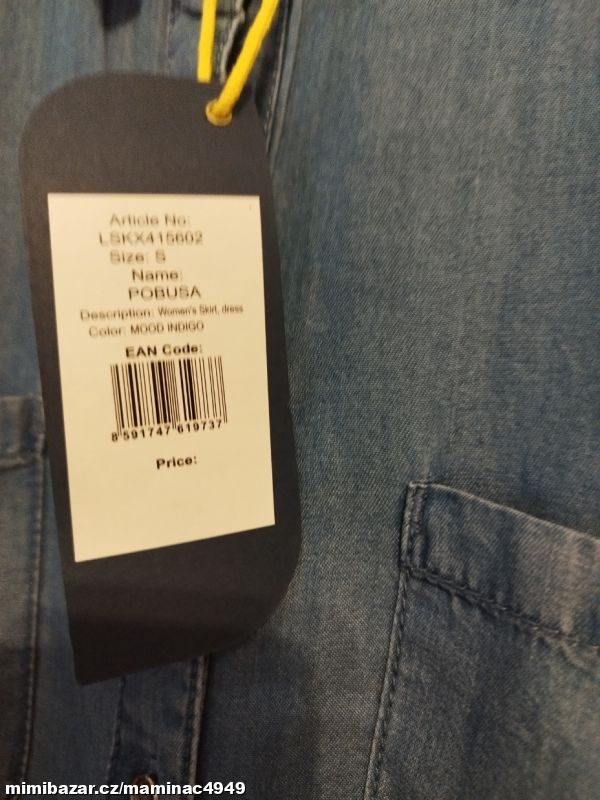 Article No:
LSKX415602
Size: S
Name:
POBUSA
Description: Women's Skirt, dress
Color: MOOD INDIGO
EAN Code:
8 591747 619737
Price:
mimibazar.cz/maminac4949